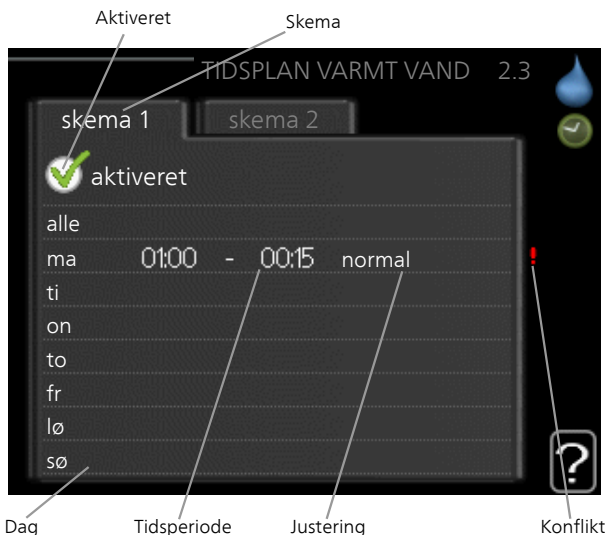 Aktiveret
Skema
TIDSPLAN VARMT VAND 2.3
skema 1 skema 2
aktiveret
alle
ma 01:00 - 00:15 normal !
ti
on
to
fr
lø
sø
?
Dag Tidsperiode Justering Konflikt